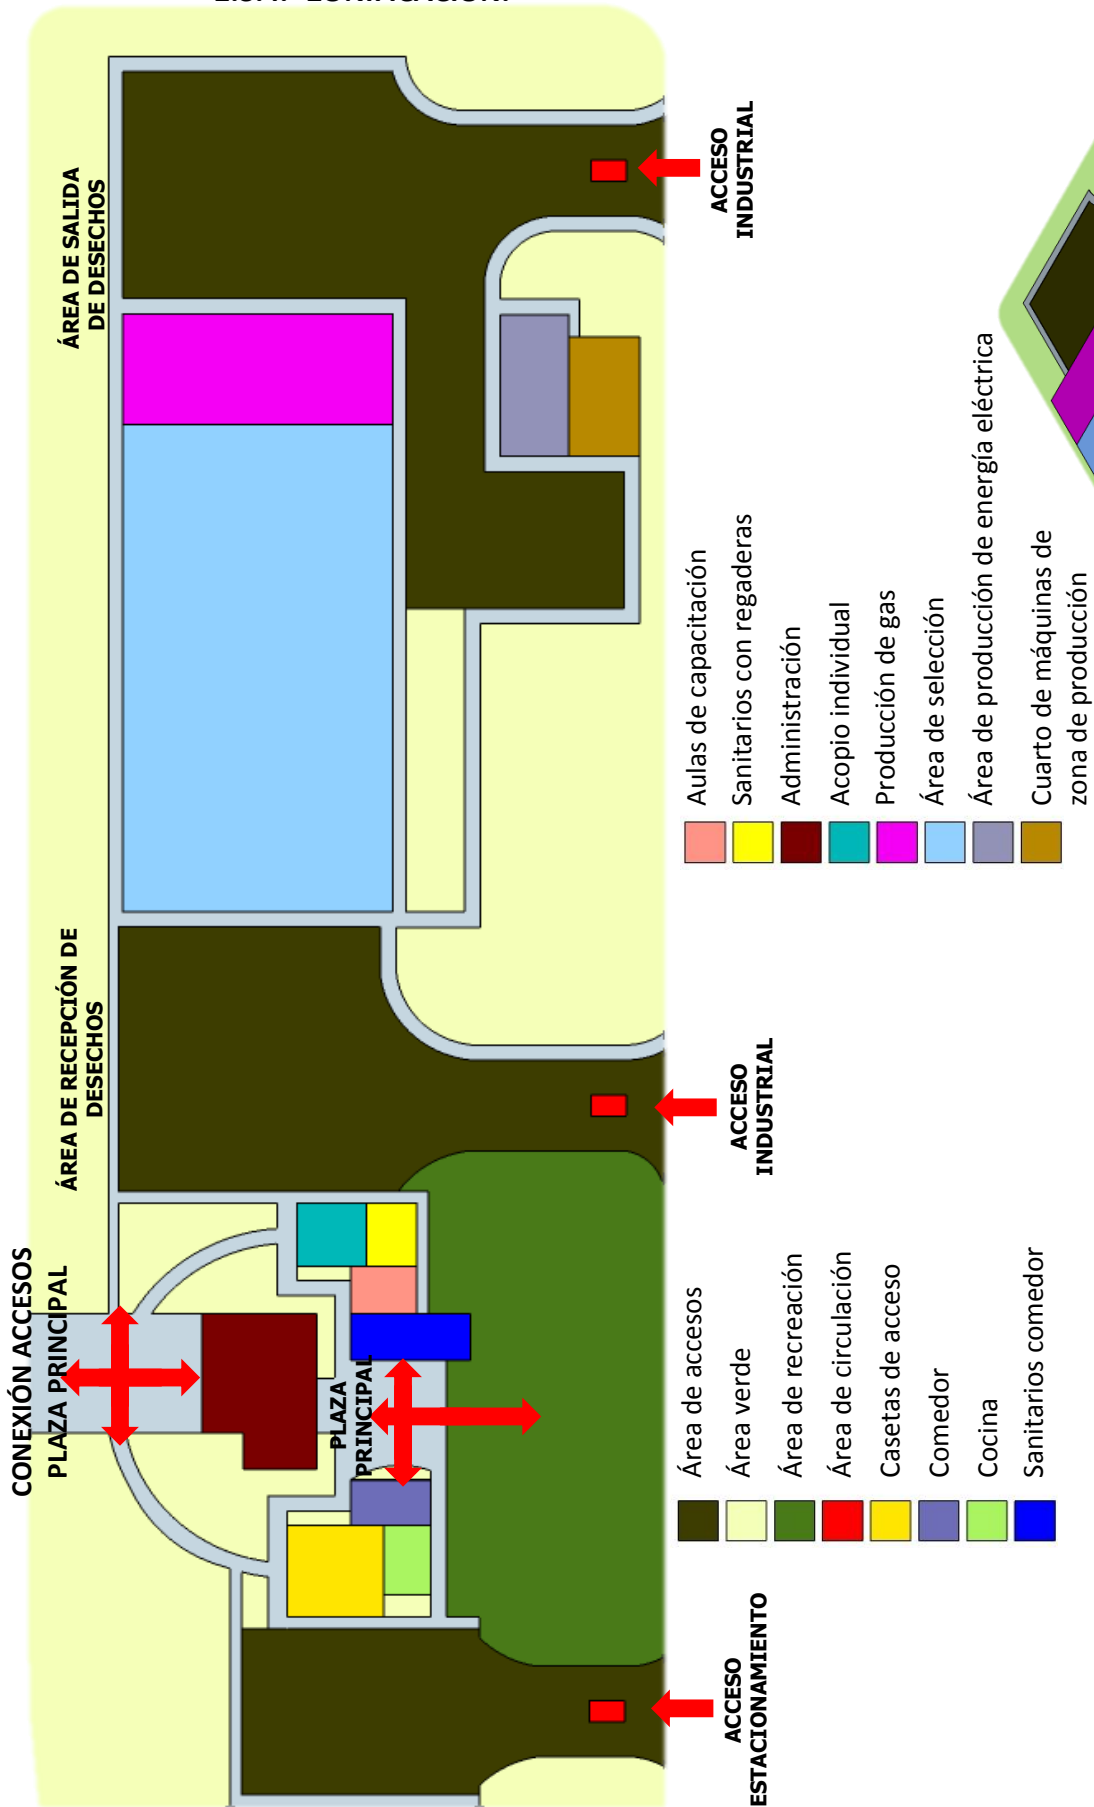 CONEXIÓN ACCESOS
PLAZA PRINCIPAL
ÁREA DE RECEPCIÓN DE
DESECHOS
ÁREA DE SALIDA
DE DESECHOS
PLAZA
PRINCIPAL
ACCESO
ESTACIONAMIENTO
ACCESO
INDUSTRIAL
ACCESO
INDUSTRIAL
Área de accesos
Área verde
Área de recreación
Área de circulación
Casetas de acceso
Comedor
Cocina
Sanitarios comedor
Aulas de capacitación
Sanitarios con regaderas
Administración
Acopio individual
Producción de gas
Área de selección
Área de producción de energía eléctrica
Cuarto de máquinas de
zona de producción